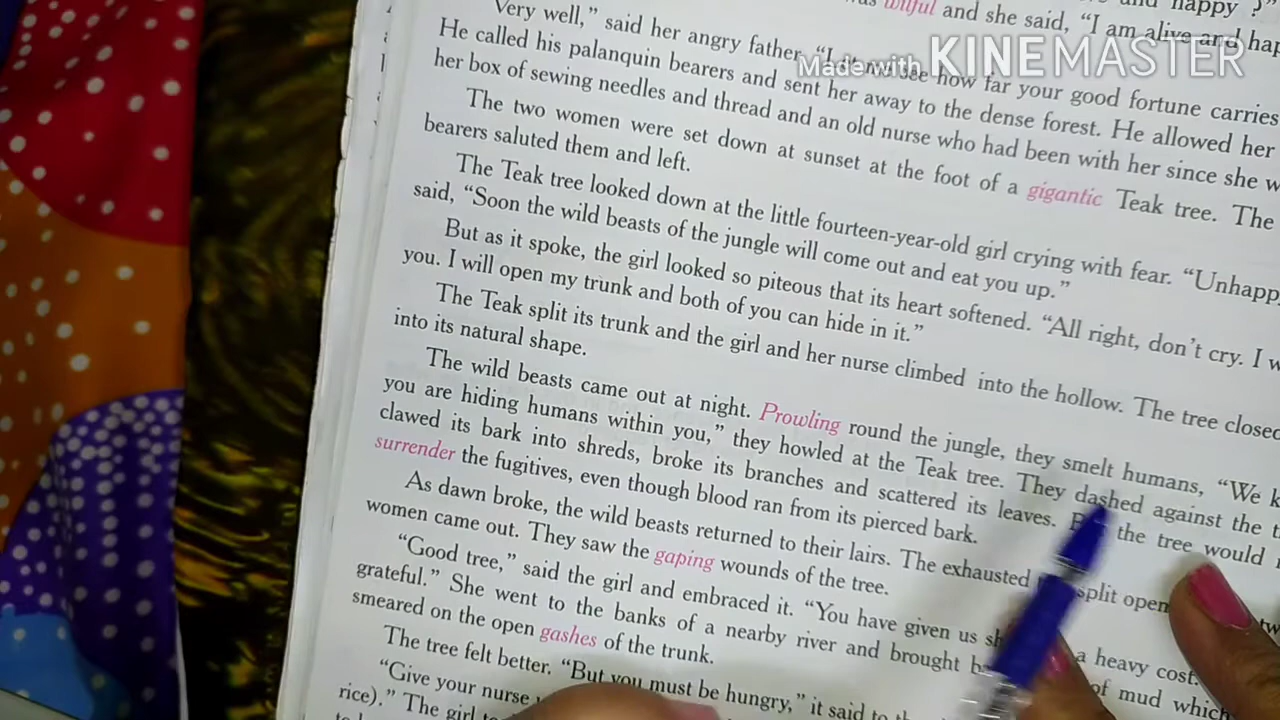 and happy ?"
wilful and she said, "I am alive and hap
Very well," said her angry father. "I see how far your good fortune carries
He called his palanquin bearers and sent her away to the dense forest. He allowed her
her box of sewing needles and thread and an old nurse who had been with her since she w
The two women were set down at sunset at the foot of a gigantic Teak tree. The
bearers saluted them and left.
The Teak tree looked down at the little fourteen-year-old girl crying with fear. "Unhapp
said, "Soon the wild beasts of the jungle will come out and eat you up."
But as it spoke, the girl looked so piteous that its heart softened. "All right, don't cry. I w
you. I will open my trunk and both of you can hide in it."
The Teak split its trunk and the girl and her nurse climbed into the hollow. The tree closed
into its natural shape.
The wild beasts came out at night. Prowling round the jungle, they smelt humans, "We k
you are hiding humans within you," they howled at the Teak tree. They dashed against the t
clawed its bark into shreds, broke its branches and scattered its leaves. the tree would
surrender the fugitives, even though blood ran from its pierced bark.
As dawn broke, the wild beasts returned to their lairs. The exhausted split open
women came out. They saw the gaping wounds of the tree.
"Good tree," said the girl and embraced it. "You have given us sh a heavy cost.
grateful." She went to the banks of a nearby river and brought of mud which
smeared on the open gashes of the trunk.
The tree felt better. "But you must be hungry," it said to
"Give your nurse
rice)." The girl
Made with KINEMASTER